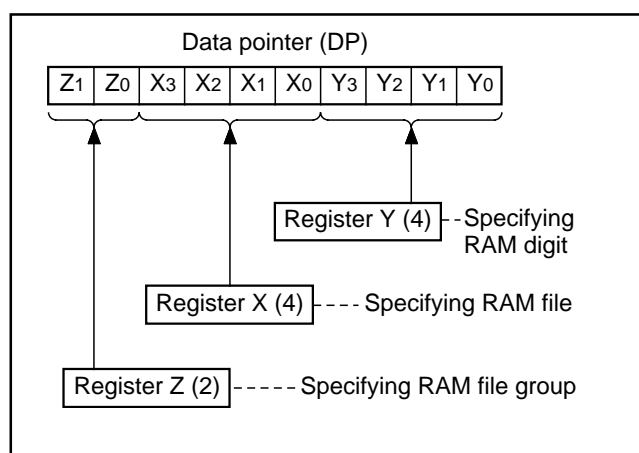 Data pointer (DP)
Z1 Z0 X3 X2 X1 X0 Y3 Y2 Y1 Y0
Register Y (4) Specifying
RAM digit
Register X (4) Specifying RAM file
Register Z (2) Specifying RAM file group